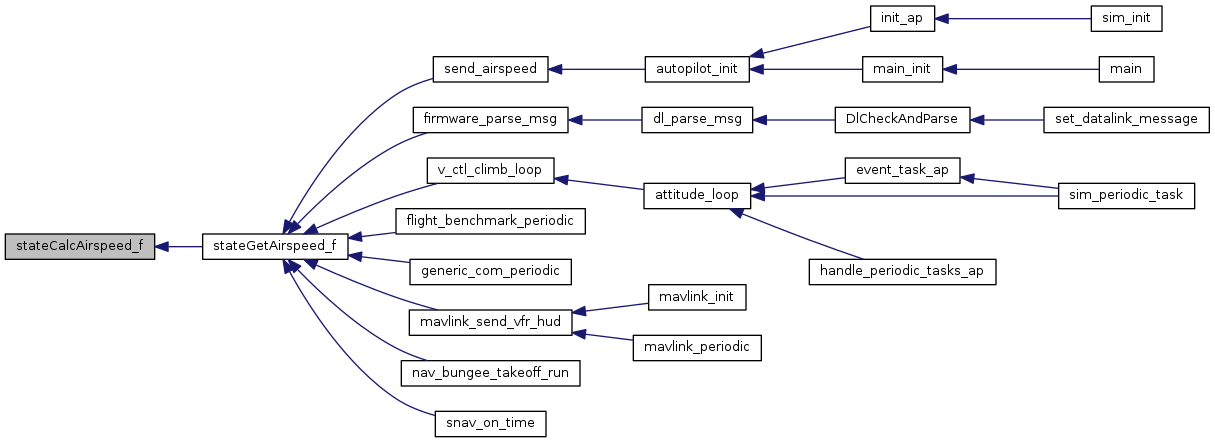 init_ap
sim_init
send_airspeed
autopilot_init
main_init
main
firmware_parse_msg
dl_parse_msg
DlCheckAndParse
set_datalink_message
v_ctl_climb_loop
event_task_ap
attitude_loop
sim_periodic_task
flight_benchmark_periodic
stateCalcAirspeed_f
stateGetAirspeed_f
generic_com_periodic
handle_periodic_tasks_ap
mavlink_init
mavlink_send_vfr_hud
mavlink_periodic
nav_bungee_takeoff_run
snav_on_time